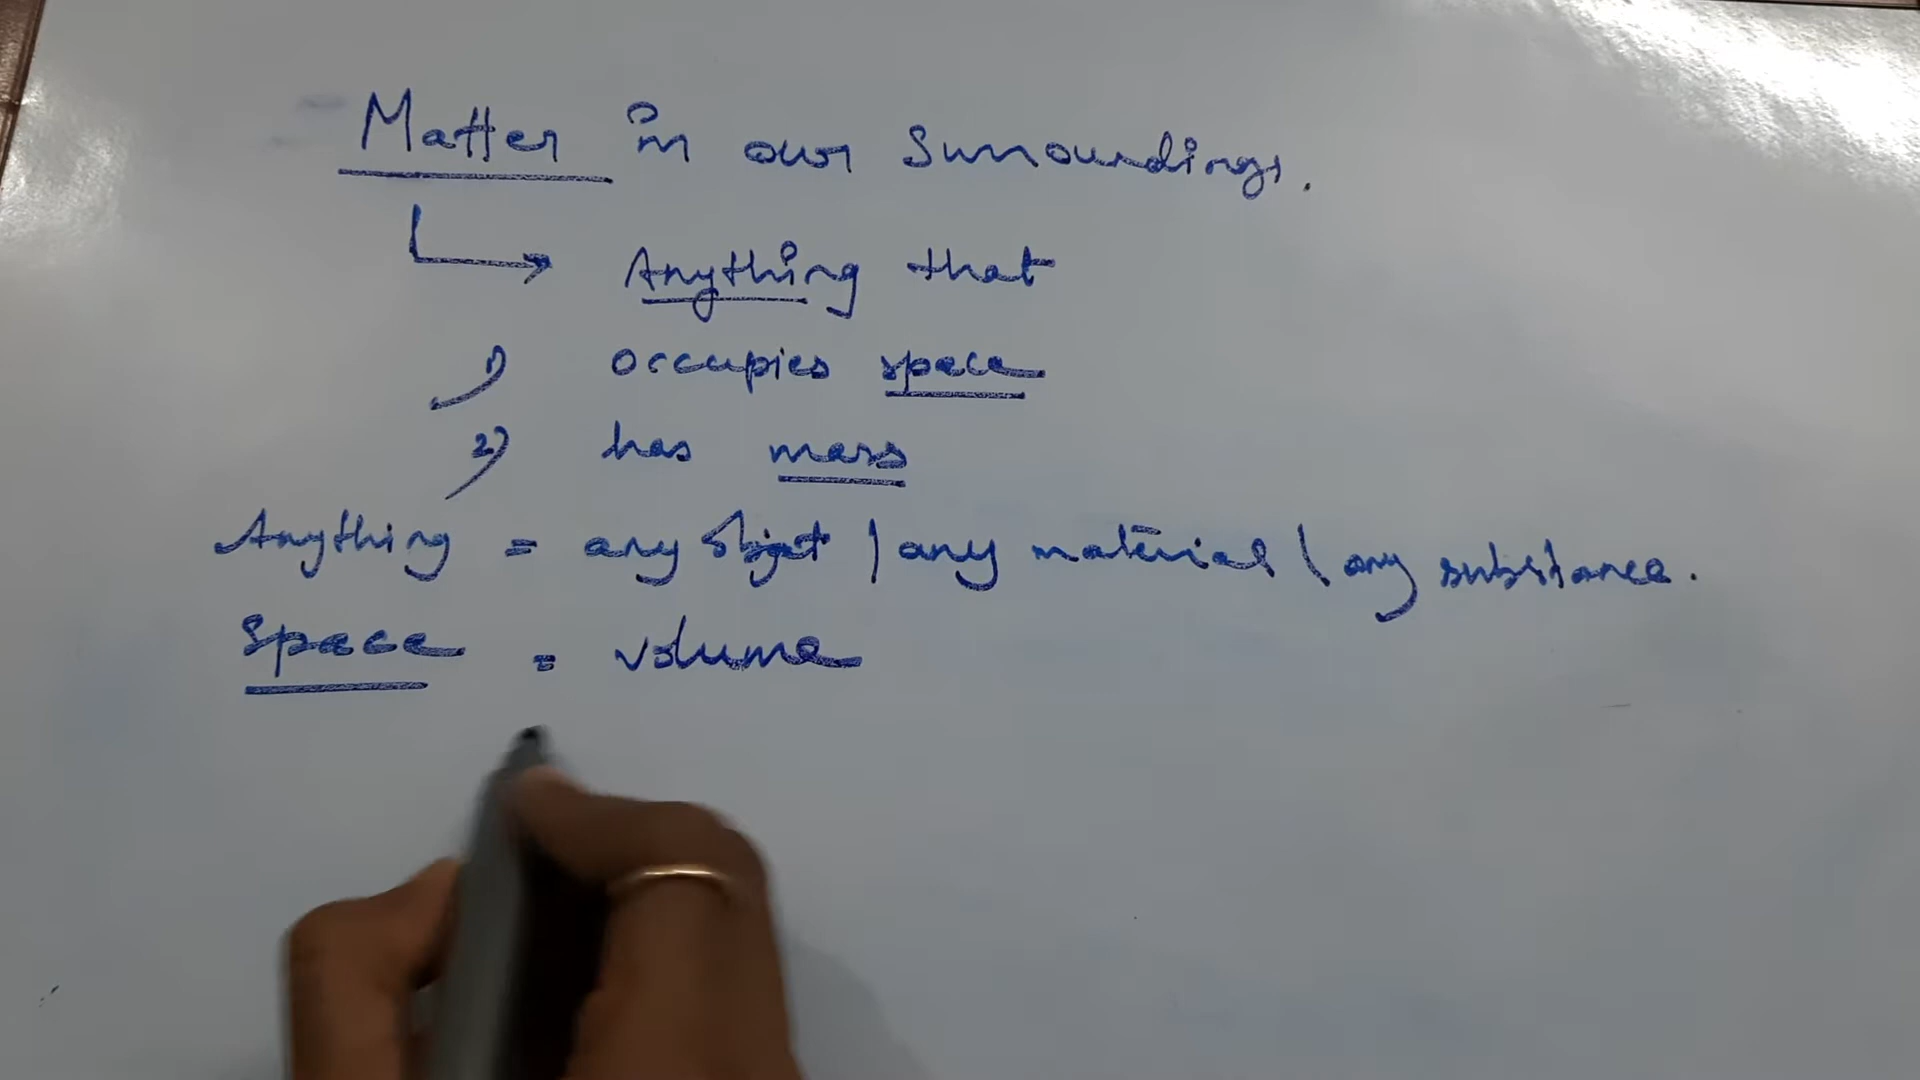 Matter in our Surroundings.
Anything that
1) occupies space
2) has mass
Anything = any object | any material | any substance.
Space = volume